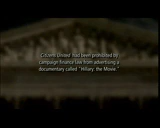 Citizens United had been prohibited by
campaign finance law from advertising a
documentary called "Hillary: the Movie."